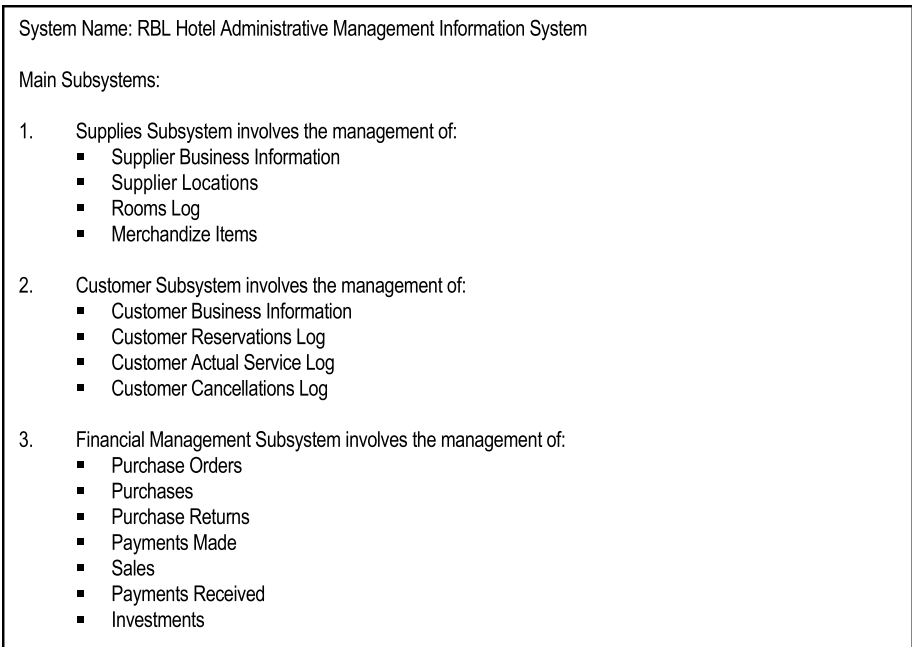 System Name: RBL Hotel Administrative Management Information System
Main Subsystems:
1. Supplies Subsystem involves the management of:
▪ Supplier Business Information
▪ Supplier Locations
▪ Rooms Log
▪ Merchandize Items
2. Customer Subsystem involves the management of:
▪ Customer Business Information
▪ Customer Reservations Log
▪ Customer Actual Service Log
▪ Customer Cancellations Log
3. Financial Management Subsystem involves the management of:
▪ Purchase Orders
▪ Purchases
▪ Purchase Returns
▪ Payments Made
▪ Sales
▪ Payments Received
▪ Investments